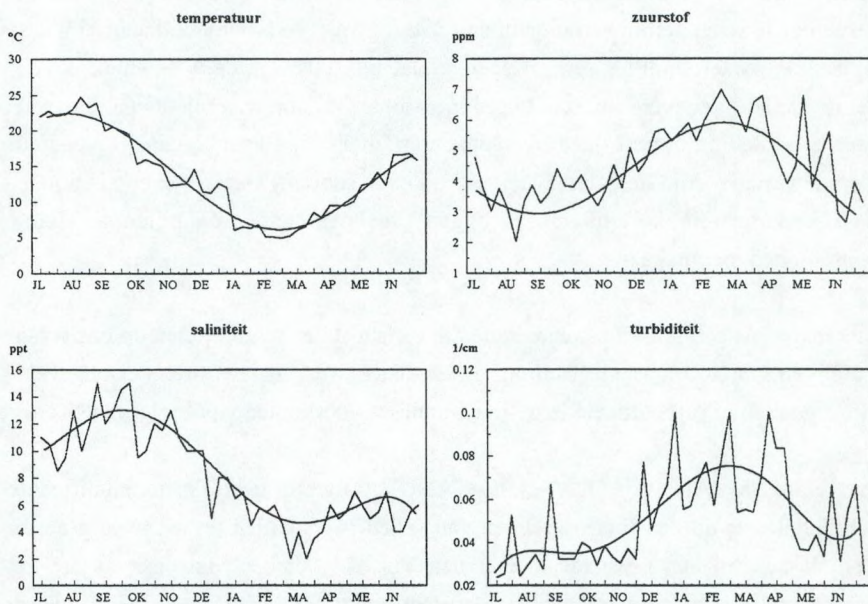 temperatuur
°C
30
25
20
15
10
5
0
JL AU SE OK NO DE JA FE MA AP ME JN
zuurstof
ppm
8
7
6
5
4
3
2
1
JL AU SE OK NO DE JA FE MA AP ME JN
saliniteit
ppt
16
14
12
10
8
6
4
2
0
JL AU SE OK NO DE JA FE MA AP ME JN
turbiditeit
1/cm
0.12
0.1
0.08
0.06
0.04
0.02
JL AU SE OK NO DE JA FE MA AP ME JN